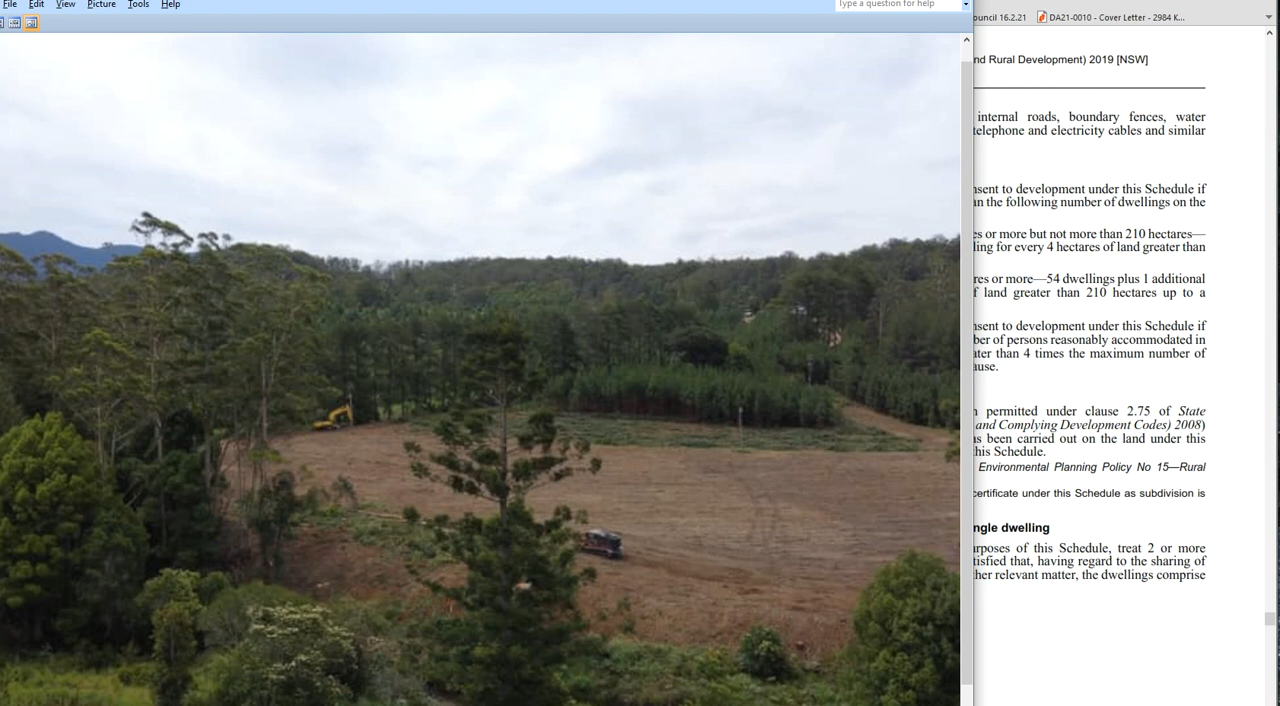 File Edit View Picture Tools Help
Type a question for help
ouncil 16.2.21 DA21-0010 - Cover Letter - 2984 K...
nd Rural Development) 2019 [NSW]
internal roads, boundary fences, water
telephone and electricity cables and similar
nsent to development under this Schedule if
an the following number of dwellings on the
es or more but not more than 210 hectares—
ling for every 4 hectares of land greater than
res or more—54 dwellings plus 1 additional
f land greater than 210 hectares up to a
nsent to development under this Schedule if
ber of persons reasonably accommodated in
ater than 4 times the maximum number of
ause.
n permitted under clause 2.75 of State
and Complying Development Codes) 2008)
as been carried out on the land under this
his Schedule.
Environmental Planning Policy No 15—Rural
certificate under this Schedule as subdivision is
ngle dwelling
urposes of this Schedule, treat 2 or more
tisfied that, having regard to the sharing of
her relevant matter, the dwellings comprise